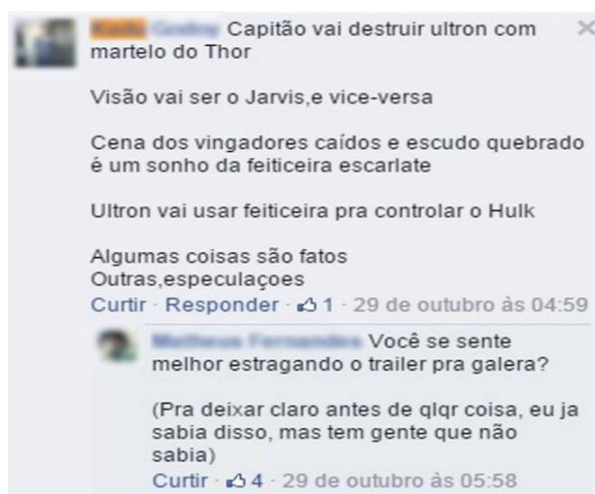 Capitão vai destruir ultron com
martelo do Thor
Visão vai ser o Jarvis,e vice-versa
Cena dos vingadores caídos e escudo quebrado
é um sonho da feiticeira escarlate
Ultron vai usar feiticeira pra controlar o Hulk
Algumas coisas são fatos
Outras,especulaçoes
Curtir · Responder · 1 · 29 de outubro às 04:59
Você se sente
melhor estragando o trailer pra galera?
(Pra deixar claro antes de qlqr coisa, eu ja
sabia disso, mas tem gente que não
sabia)
Curtir · 4 · 29 de outubro às 05:58